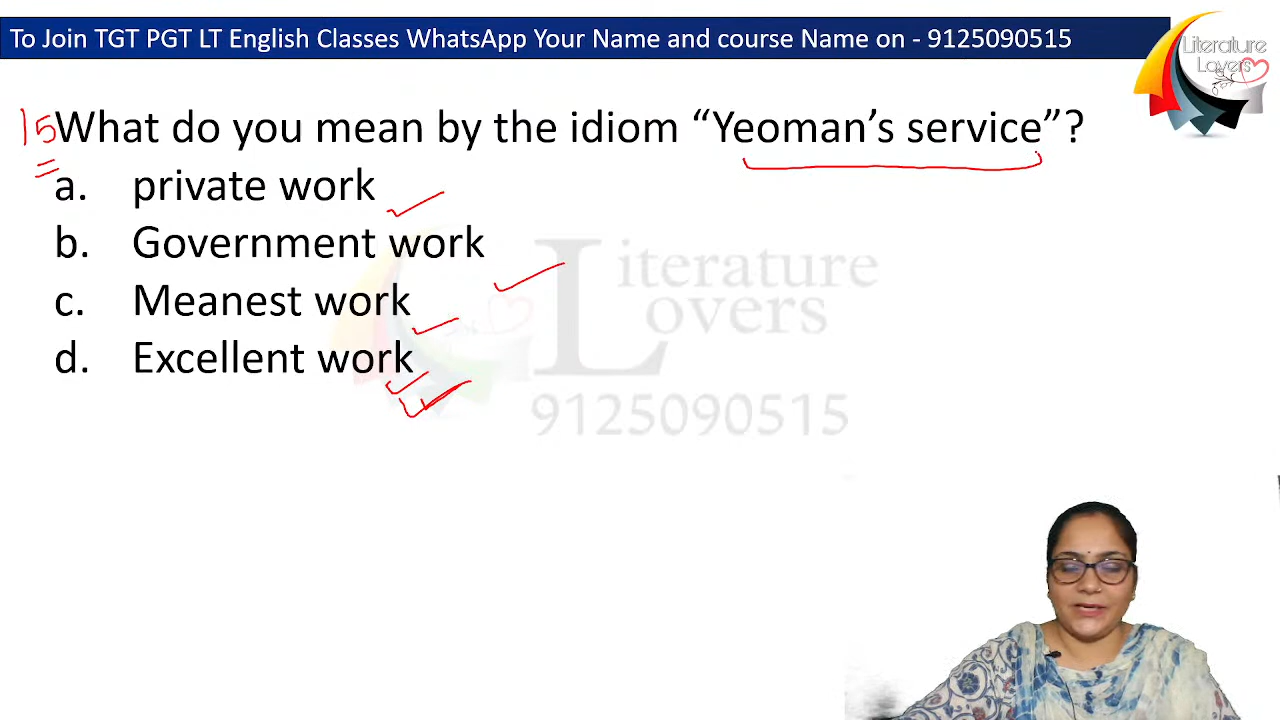 To Join TGT PGT LT English Classes WhatsApp Your Name and course Name on - 9125090515
Literature
Lovers
15
What do you mean by the idiom “Yeoman’s service”?
a. private work
b. Government work
c. Meanest work
d. Excellent work
Literature
Lovers
9125090515